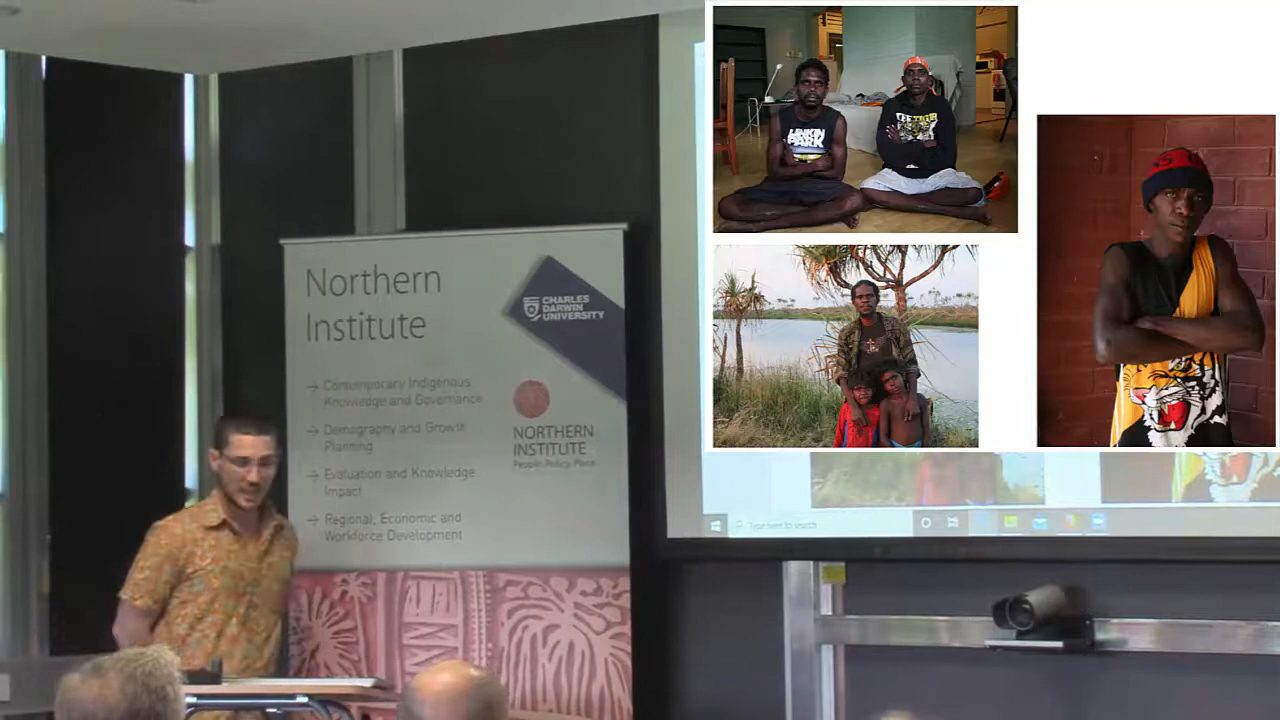 Northern
Institute
→ Contemporary Indigenous
Knowledge and Governance
→ Demography and Growth
Planning
→ Evaluation and Knowledge
Impact
→ Regional, Economic and
Workforce Development
CHARLES
DARWIN
UNIVERSITY
NORTHERN
INSTITUTE
People.Policy.Place
LINKIN
PARK
Type here to search